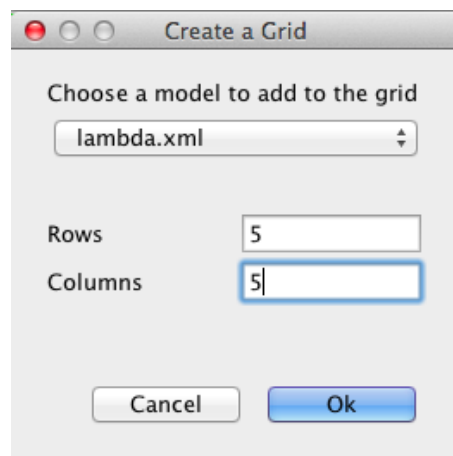 Create a Grid
Choose a model to add to the grid
lambda.xml
Rows 5
Columns 5
Cancel Ok